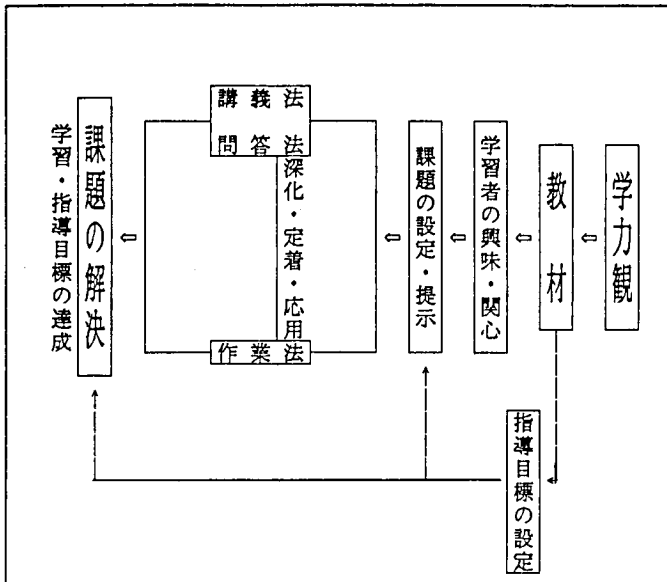 学力観
教材
学習者の興味・関心
課題の設定・提示
講義法
問答法
深化・定着・応用
作業法
課題の解決
学習・指導目標の達成
指導目標の設定